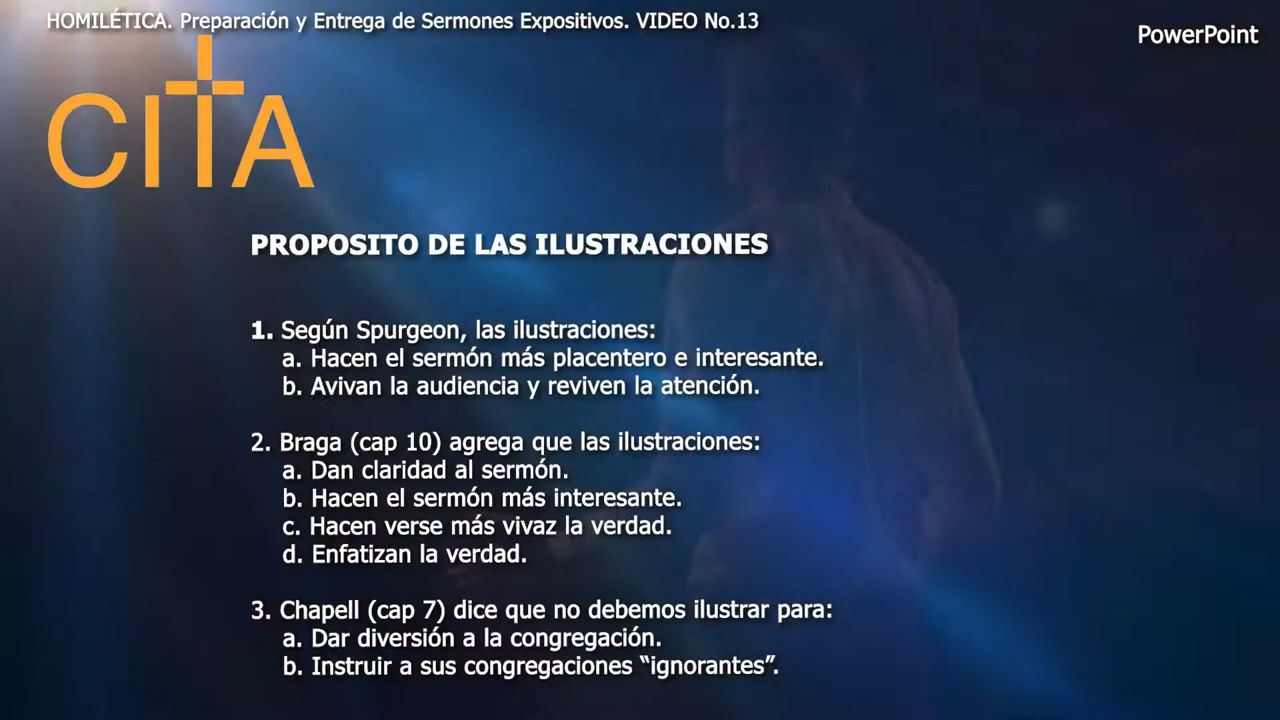 HOMILÉTICA. Preparación y Entrega de Sermones Expositivos. VIDEO No.13
PowerPoint
CITA
PROPOSITO DE LAS ILUSTRACIONES
1. Según Spurgeon, las ilustraciones:
a. Hacen el sermón más placentero e interesante.
b. Avivan la audiencia y reviven la atención.
2. Braga (cap 10) agrega que las ilustraciones:
a. Dan claridad al sermón.
b. Hacen el sermón más interesante.
c. Hacen verse más vivaz la verdad.
d. Enfatizan la verdad.
3. Chapell (cap 7) dice que no debemos ilustrar para:
a. Dar diversión a la congregación.
b. Instruir a sus congregaciones “ignorantes”.